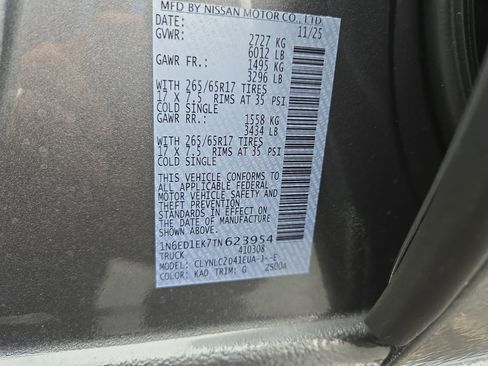 MFD BY NISSAN MOTOR CO., LTD.
DATE: 11/25
GVWR: 2727 KG
6012 LB
GAWR FR.: 1495 KG
3296 LB
WITH 265/65R17 TIRES
17 X 7.5 RIMS AT 35 PSI
COLD SINGLE
GAWR RR.: 1558 KG
3434 LB
WITH 265/65R17 TIRES
17 X 7.5 RIMS AT 35 PSI
COLD SINGLE
THIS VEHICLE CONFORMS TO
ALL APPLICABLE FEDERAL
MOTOR VEHICLE SAFETY
AND THEFT PREVENTION
STANDARDS IN EFFECT ON
THE DATE OF MANUFACTURE
SHOWN ABOVE.
1N6ED1EK7TN623954
TRUCK 410308
MODEL: CLYNLC2D41EUA-J--E
COLOR: KAD TRIM: G 25004